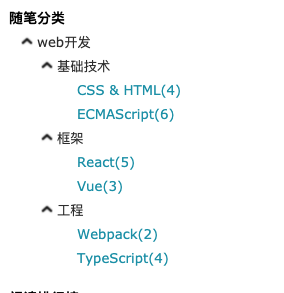 随笔分类
web开发
基础技术
CSS & HTML(4)
ECMAScript(6)
框架
React(5)
Vue(3)
工程
Webpack(2)
TypeScript(4)